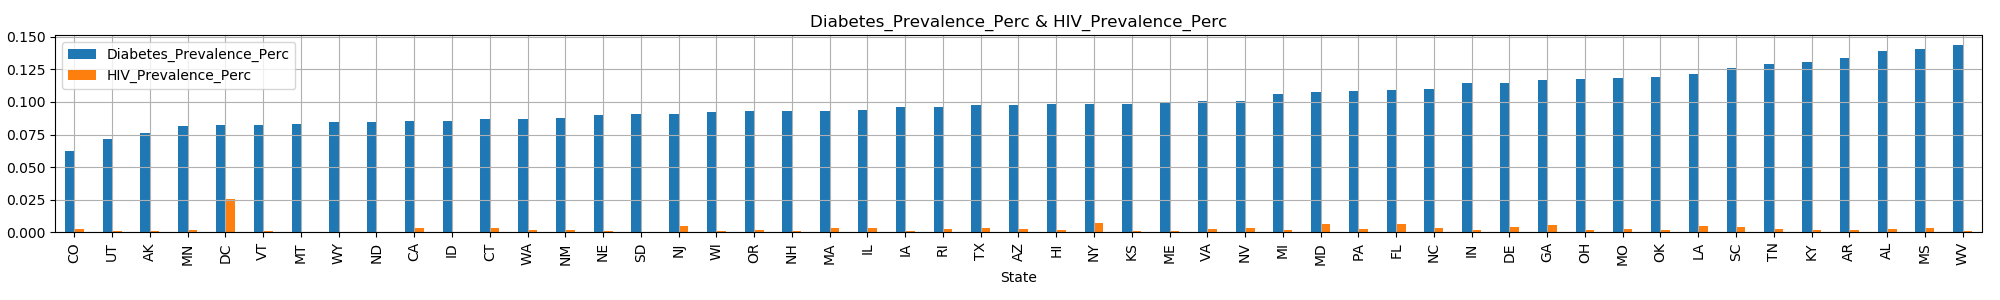 Diabetes_Prevalence_Perc & HIV_Prevalence_Perc
0.150
0.125
0.100
0.075
0.050
0.025
0.000
Diabetes_Prevalence_Perc
HIV_Prevalence_Perc
CO UT AK MN DC VT MT WY ND CA ID CT WA NM NE SD NJ WI OR NH MA IL IA RI TX AZ HI NY KS ME VA NV MI MD PA FL NC IN DE GA OH MO OK LA SC TN KY AR AL MS WV
State